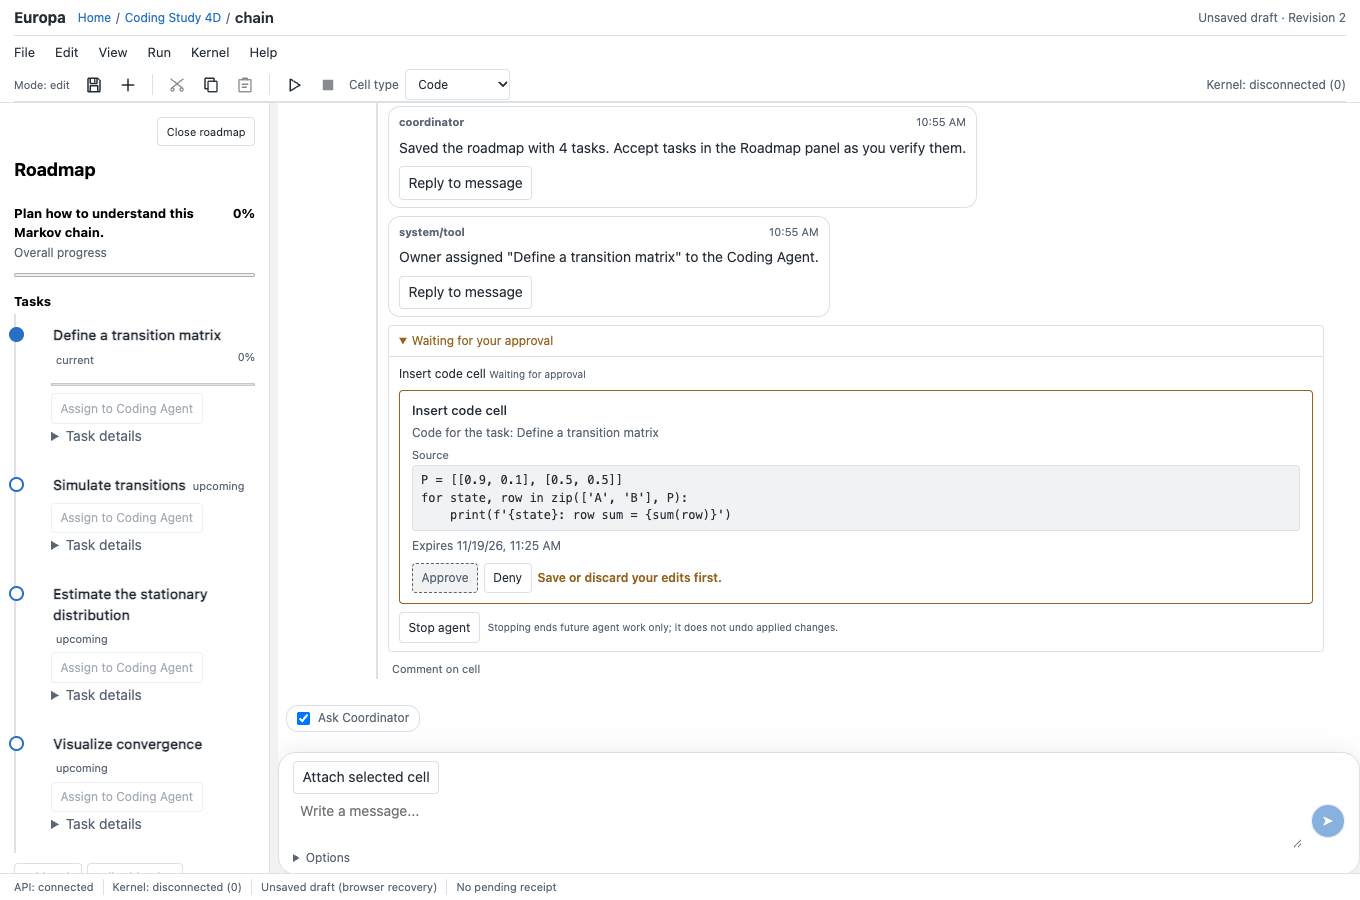 Europa Home / Coding Study 4D / chain Unsaved draft · Revision 2
File Edit View Run Kernel Help
Mode: edit Cell type Code Kernel: disconnected (0)
Close roadmap
Roadmap
Plan how to understand this 0%
Markov chain.
Overall progress
Tasks
Define a transition matrix
current 0%
Assign to Coding Agent
Task details
Simulate transitions upcoming
Assign to Coding Agent
Task details
Estimate the stationary
distribution
upcoming
Assign to Coding Agent
Task details
Visualize convergence
upcoming
Assign to Coding Agent
Task details
coordinator 10:55 AM
Saved the roadmap with 4 tasks. Accept tasks in the Roadmap panel as you verify them.
Reply to message
system/tool 10:55 AM
Owner assigned "Define a transition matrix" to the Coding Agent.
Reply to message
Waiting for your approval
Insert code cell Waiting for approval
Insert code cell
Code for the task: Define a transition matrix
Source
P = [[0.9, 0.1], [0.5, 0.5]]
for state, row in zip(['A', 'B'], P):
    print(f'{state}: row sum = {sum(row)}')
Expires 11/19/26, 11:25 AM
Approve Deny Save or discard your edits first.
Stop agent Stopping ends future agent work only; it does not undo applied changes.
Comment on cell
Ask Coordinator
Attach selected cell
Write a message...
Options
API: connected Kernel: disconnected (0) Unsaved draft (browser recovery) No pending receipt